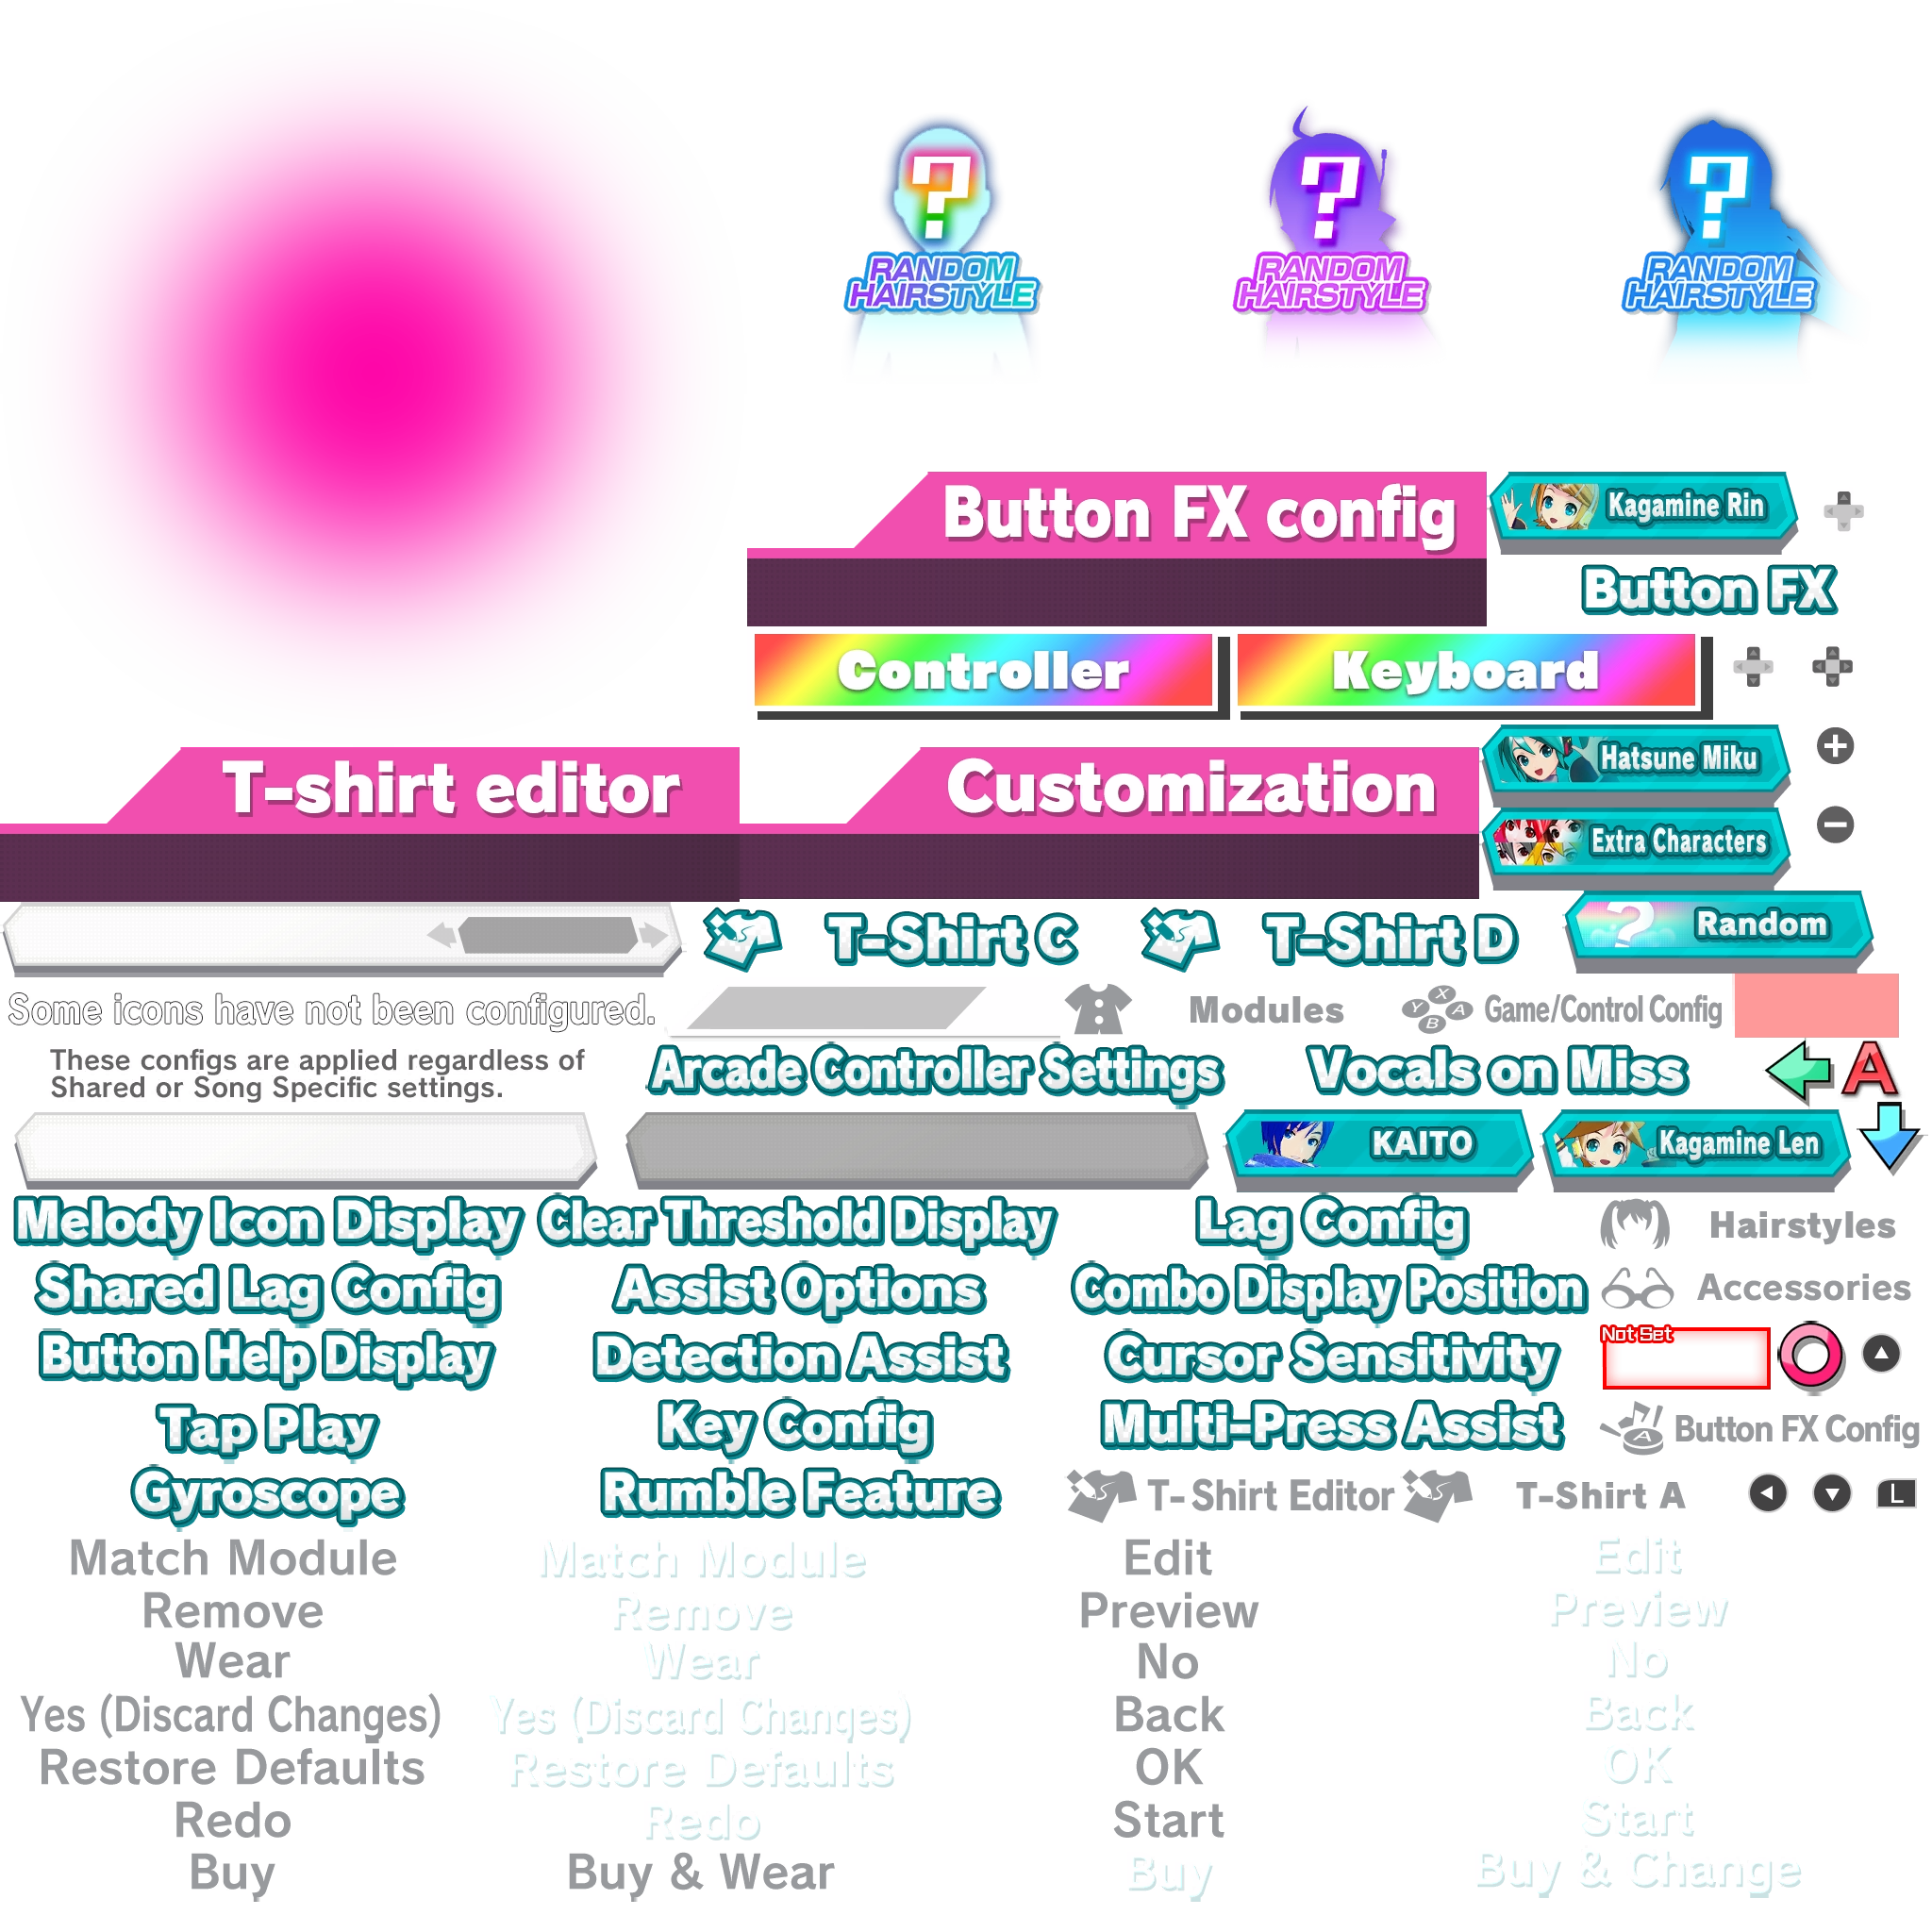 ?
RANDOM
HAIRSTYLE
?
RANDOM
HAIRSTYLE
?
RANDOM
HAIRSTYLE
Button FX config
Kagamine Rin
Button FX
Controller
Keyboard
T-shirt editor
Customization
Hatsune Miku
Extra Characters
T-Shirt C
T-Shirt D
? Random
Some icons have not been configured.
Modules
X Y A B
Game/Control Config
These configs are applied regardless of
Shared or Song Specific settings.
Arcade Controller Settings
Vocals on Miss
A
KAITO
Kagamine Len
Melody Icon Display
Clear Threshold Display
Lag Config
Hairstyles
Shared Lag Config
Assist Options
Combo Display Position
Accessories
Button Help Display
Detection Assist
Cursor Sensitivity
Not Set
Tap Play
Key Config
Multi-Press Assist
A
Button FX Config
Gyroscope
Rumble Feature
T-Shirt Editor
T-Shirt A
L
Match Module
Match Module
Edit
Edit
Remove
Remove
Preview
Preview
Wear
Wear
No
No
Yes (Discard Changes)
Yes (Discard Changes)
Back
Back
Restore Defaults
Restore Defaults
OK
OK
Redo
Redo
Start
Start
Buy
Buy & Wear
Buy
Buy & Change